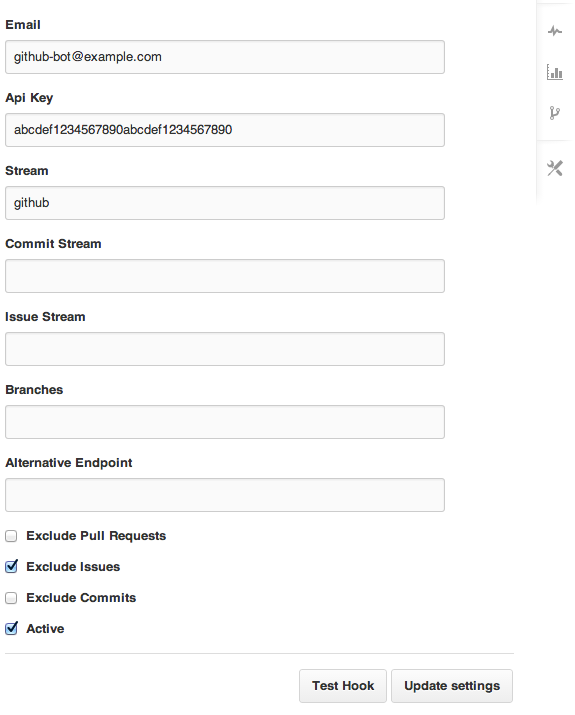 Email
github-bot@example.com
Api Key
abcdef1234567890abcdef1234567890
Stream
github
Commit Stream
Issue Stream
Branches
Alternative Endpoint
Exclude Pull Requests
Exclude Issues
Exclude Commits
Active
Test Hook
Update settings